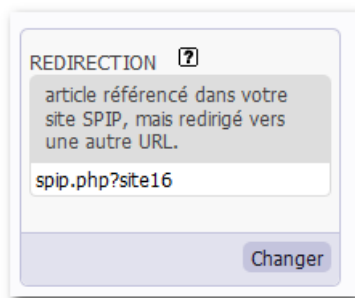 REDIRECTION ?
article référencé dans votre
site SPIP, mais redirigé vers
une autre URL.
spip.php?site16
Changer